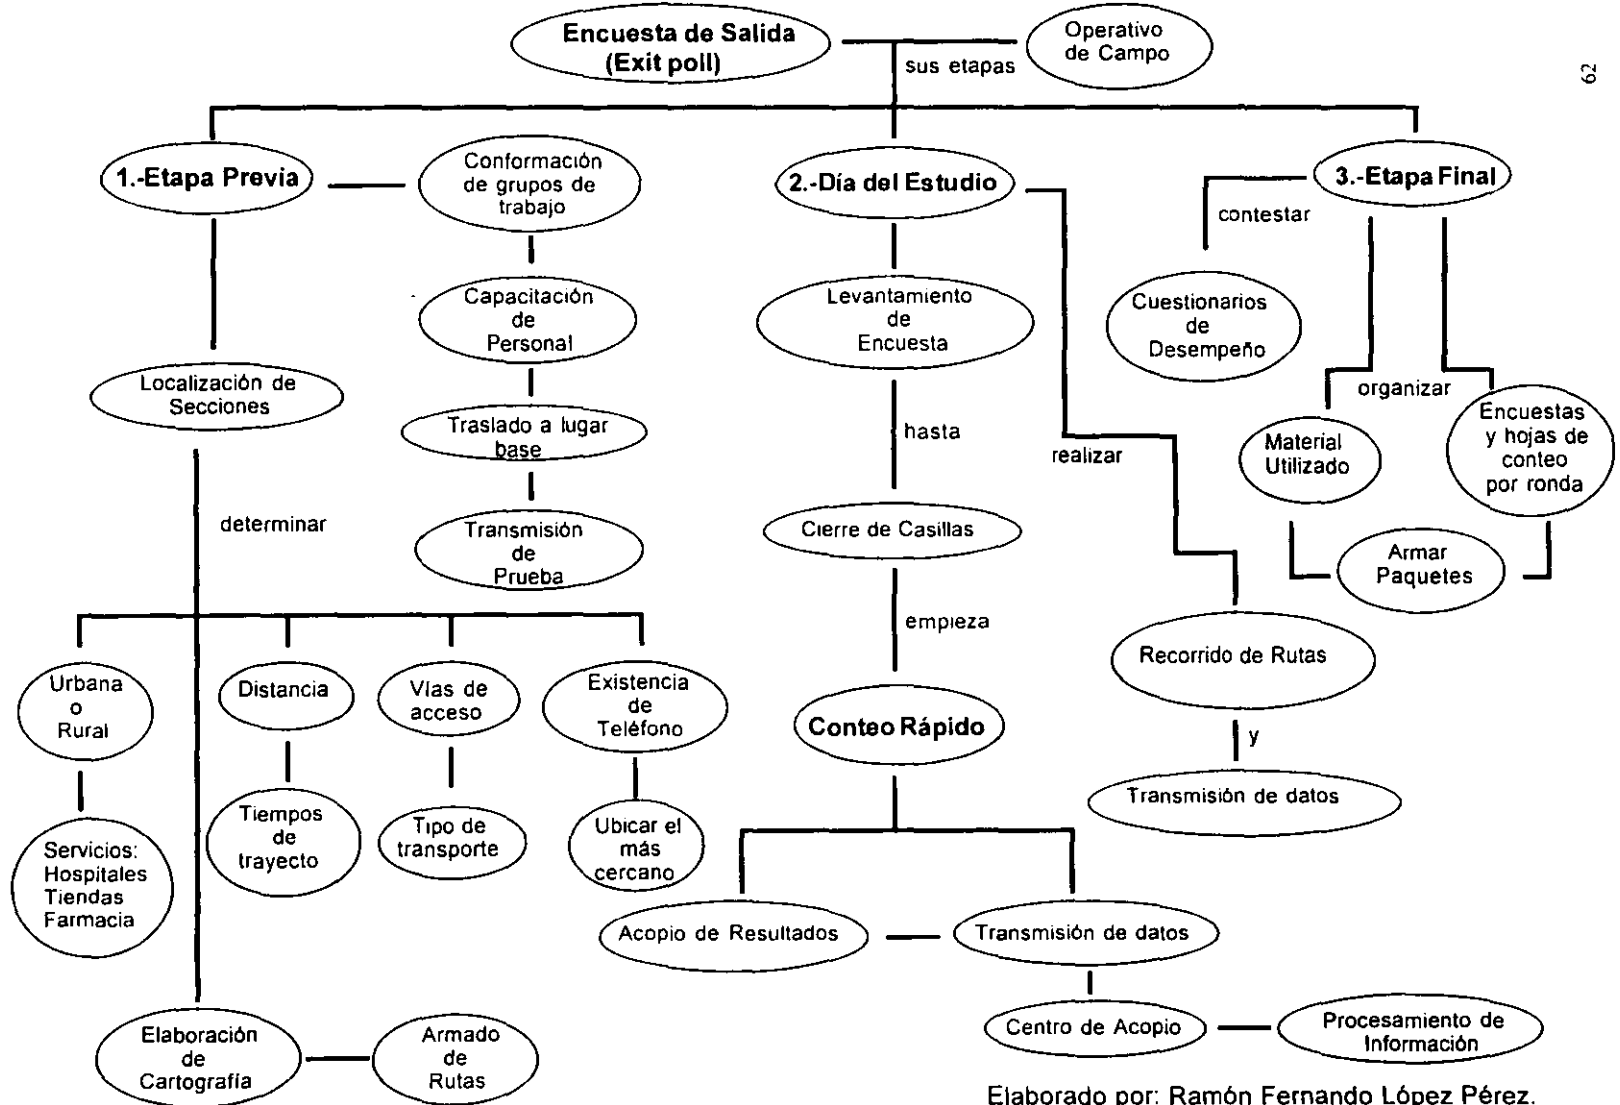 Encuesta de Salida
(Exit poll)
Operativo
de Campo
sus etapas
62
1.-Etapa Previa
Conformación
de grupos de
trabajo
2.-Día del Estudio
3.-Etapa Final
contestar
Capacitación
de
Personal
Levantamiento
de
Encuesta
Cuestionarios
de
Desempeño
Localización de
Secciones
organizar
Traslado a lugar
base
hasta
realizar
Material
Utilizado
Encuestas
y hojas de
conteo
por ronda
determinar
Transmisión
de
Prueba
Cierre de Casillas
Armar
Paquetes
empieza
Urbana
o
Rural
Distancia
Vías de
acceso
Existencia
de
Teléfono
Conteo Rápido
Recorrido de Rutas
y
Transmisión de datos
Servicios:
Hospitales
Tiendas
Farmacia
Tiempos
de
trayecto
Tipo de
transporte
Ubicar el
más
cercano
Acopio de Resultados
Transmisión de datos
Elaboración
de
Cartografía
Armado
de
Rutas
Centro de Acopio
Procesamiento de
Información
Elaborado por: Ramón Fernando López Pérez.